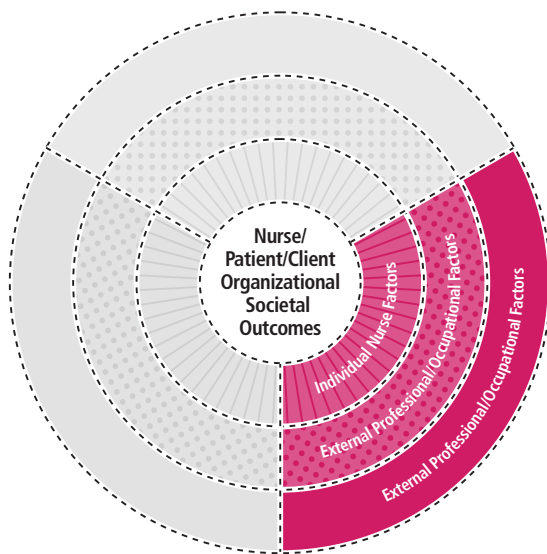 Nurse/
Patient/Client
Organizational
Societal
Outcomes
Individual Nurse Factors
External Professional/Occupational Factors
External Professional/Occupational Factors